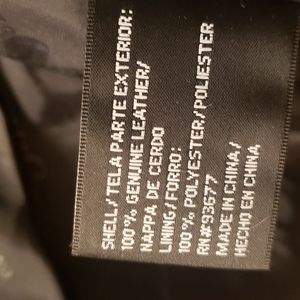 SHELL/TELA PARTE EXTERIOR:
100% GENUINE LEATHER/
NAPPA DE CERDO
LINING/FORRO:
100% POLYESTER/POLIESTER
RN#93677
MADE IN CHINA/
HECHO EN CHINA